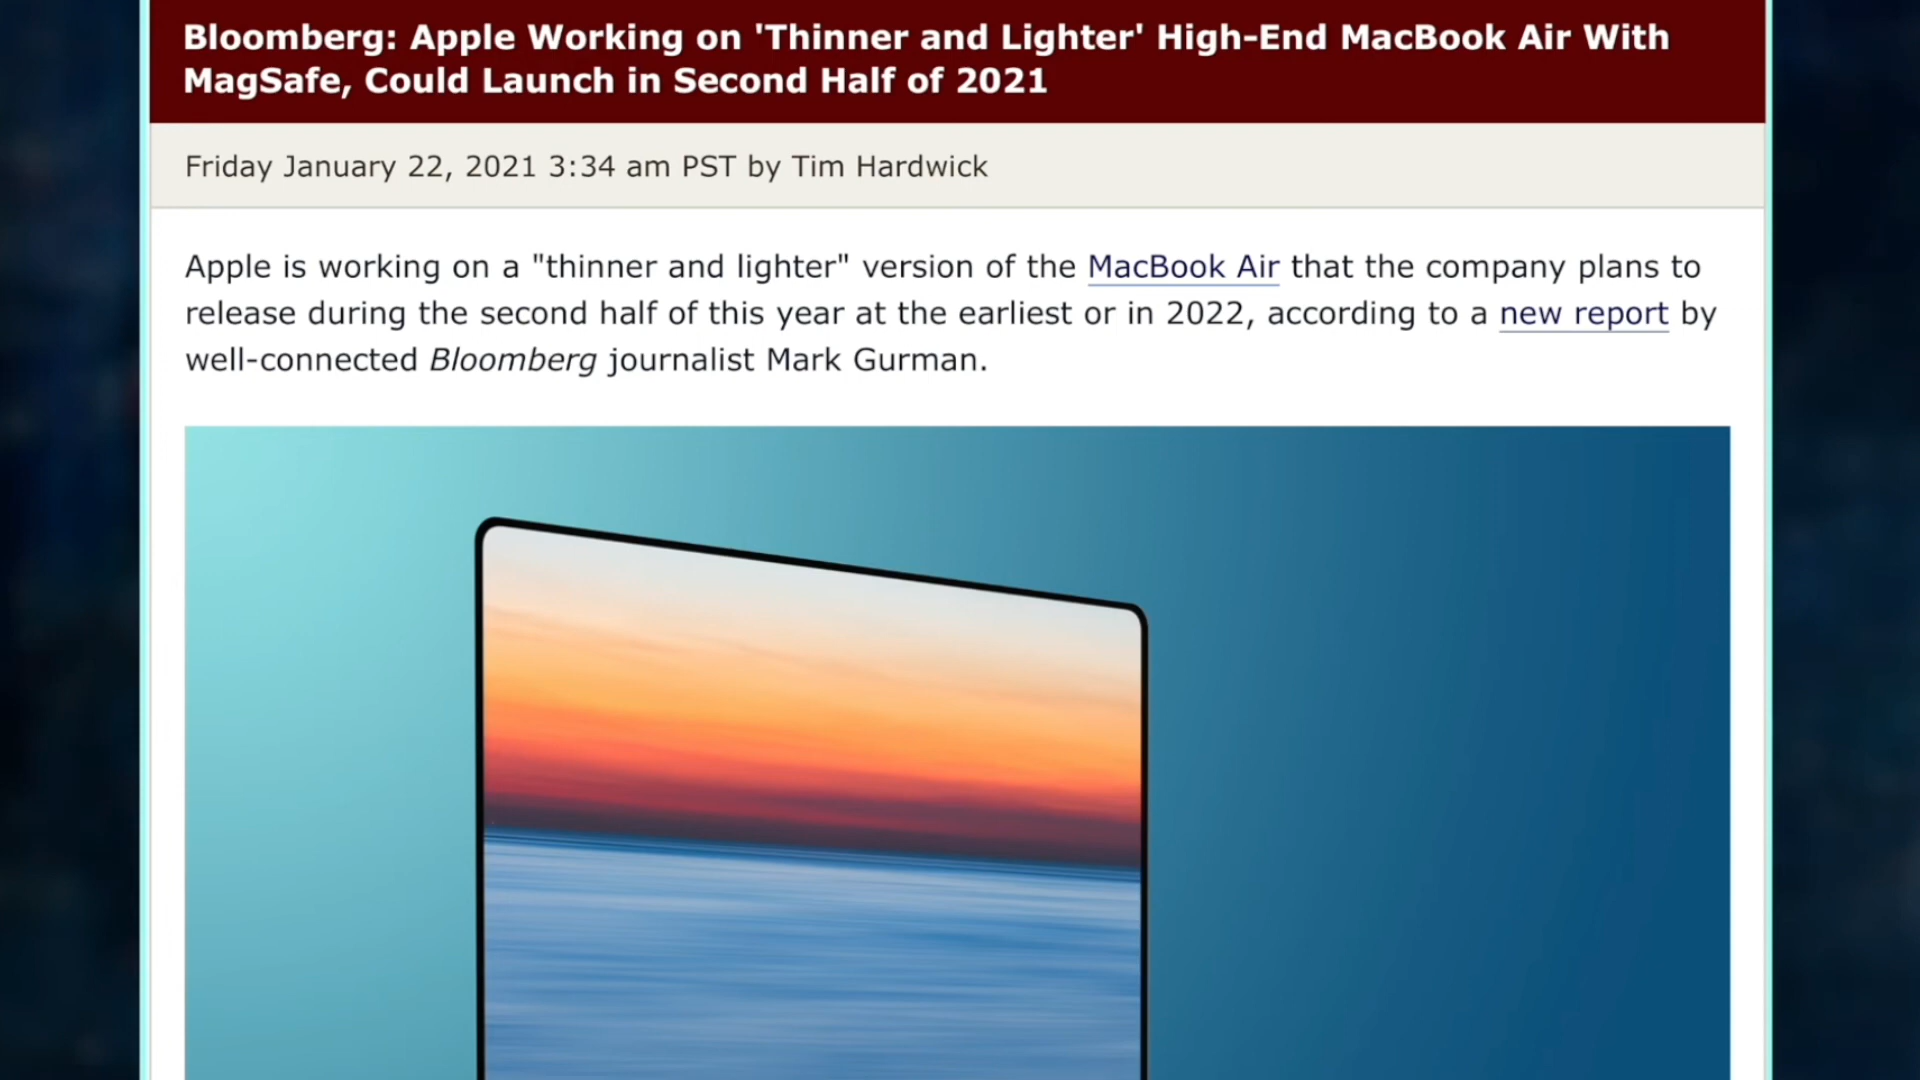 Bloomberg: Apple Working on 'Thinner and Lighter' High-End MacBook Air With
MagSafe, Could Launch in Second Half of 2021
Friday January 22, 2021 3:34 am PST by Tim Hardwick
Apple is working on a "thinner and lighter" version of the MacBook Air that the company plans to
release during the second half of this year at the earliest or in 2022, according to a new report by
well-connected Bloomberg journalist Mark Gurman.